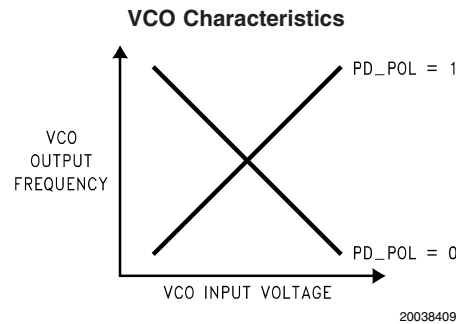 VCO Characteristics
PD_POL = 1
VCO
OUTPUT
FREQUENCY
PD_POL = 0
VCO INPUT VOLTAGE
20038409